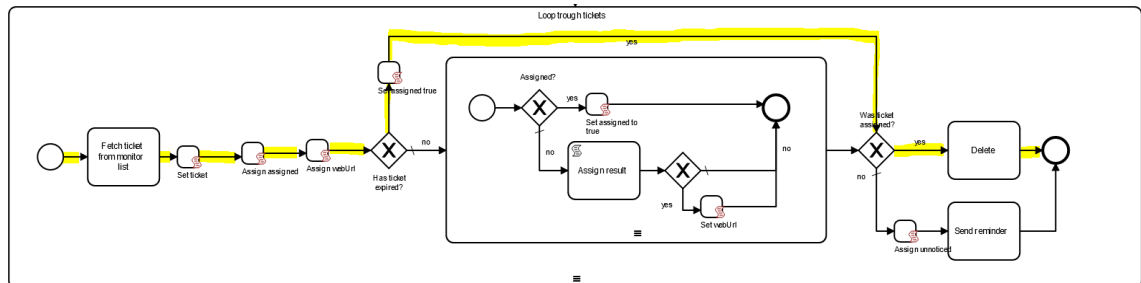 Loop trough tickets
yes
Set assigned true
Assigned?
yes
Set assigned to
true
Was ticket
assigned?
Fetch ticket
from monitor
list
Set ticket
Assign assigned
Assign webUrl
Has ticket
expired?
no
no
Assign result
yes
Set webUrl
no
yes
Delete
no
Assign unnoticed
Send reminder